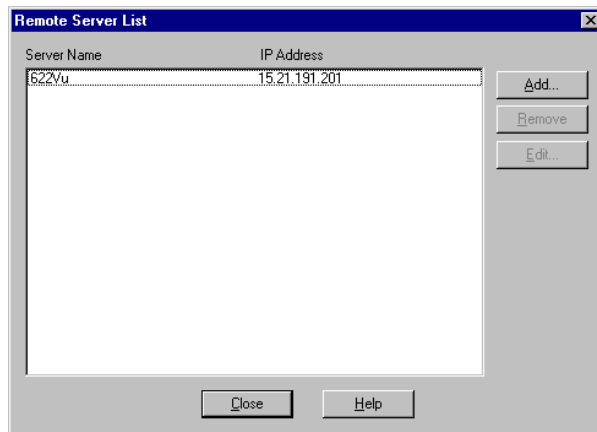 Remote Server List
Server Name IP Address
622Vu 15.21.191.201
Add...
Remove
Edit...
Close Help